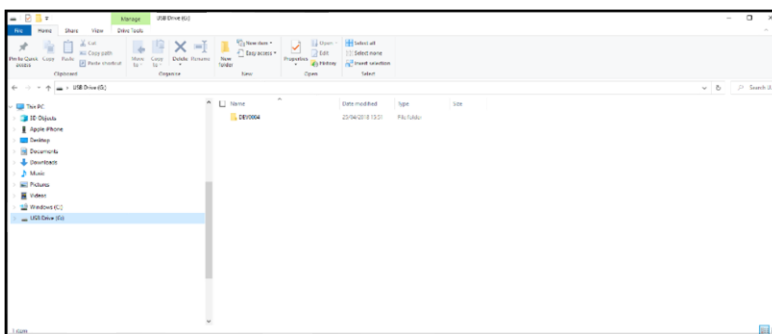 Manage USB Drive (G:)
File Home Share View Drive Tools
Cut
Copy path
Paste shortcut
Pin to Quick access
Copy
Paste
Move to
Copy to
Delete
Rename
New folder
New item
Easy access
Properties
Open
Edit
History
Select all
Select none
Invert selection
Clipboard Organise New Open Select
USB Drive (G:)
Name Date modified Type Size
File folder
This PC
3D Objects
Apple iPhone
Desktop
Documents
Downloads
Music
Pictures
Videos
Windows (C:)
USB Drive (G:)
1 item